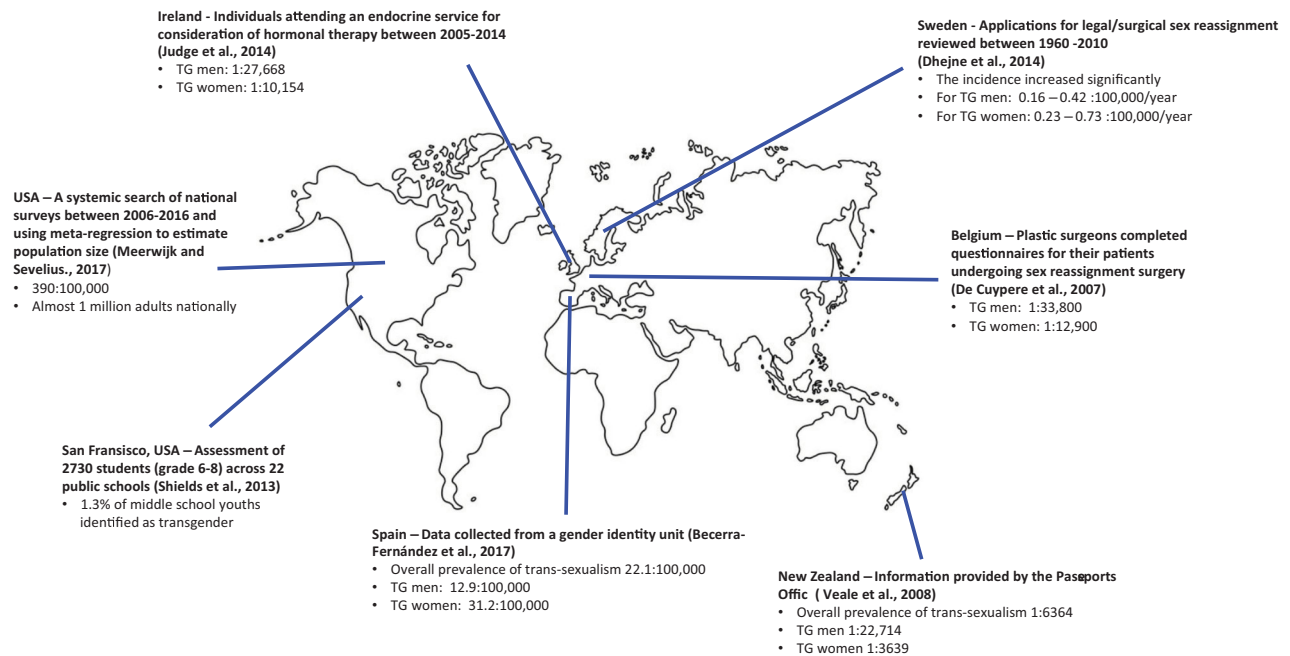 Ireland - Individuals attending an endocrine service for
consideration of hormonal therapy between 2005-2014
(Judge et al., 2014)
• TG men: 1:27,668
• TG women: 1:10,154
Sweden - Applications for legal/surgical sex reassignment
reviewed between 1960 -2010
(Dhejne et al., 2014)
• The incidence increased significantly
• For TG men: 0.16 – 0.42 :100,000/year
• For TG women: 0.23 – 0.73 :100,000/year
USA – A systemic search of national
surveys between 2006-2016 and
using meta-regression to estimate
population size (Meerwijk and
Sevelius., 2017)
• 390:100,000
• Almost 1 million adults nationally
Belgium – Plastic surgeons completed
questionnaires for their patients
undergoing sex reassignment surgery
(De Cuypere et al., 2007)
• TG men: 1:33,800
• TG women: 1:12,900
San Fransisco, USA – Assessment of
2730 students (grade 6-8) across 22
public schools (Shields et al., 2013)
• 1.3% of middle school youths
identified as transgender
Spain – Data collected from a gender identity unit (Becerra-
Fernández et al., 2017)
• Overall prevalence of trans-sexualism 22.1:100,000
• TG men: 12.9:100,000
• TG women: 31.2:100,000
New Zealand – Information provided by the Passports
Offic ( Veale et al., 2008)
• Overall prevalence of trans-sexualism 1:6364
• TG men 1:22,714
• TG women 1:3639